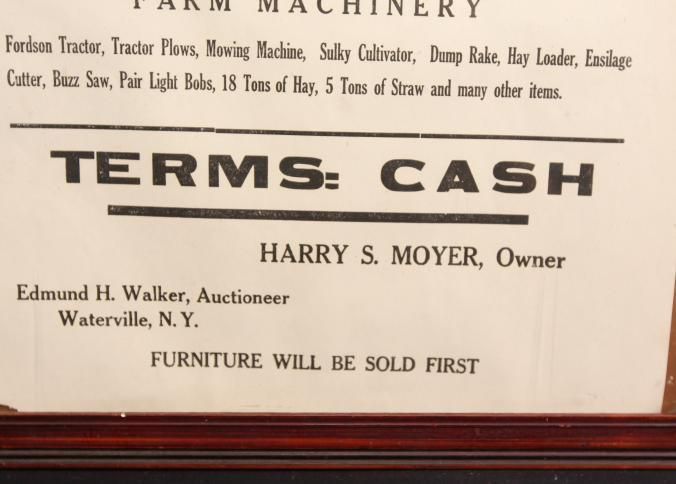 FARM MACHINERY
Fordson Tractor, Tractor Plows, Mowing Machine, Sulky Cultivator, Dump Rake, Hay Loader, Ensilage
Cutter, Buzz Saw, Pair Light Bobs, 18 Tons of Hay, 5 Tons of Straw and many other items.
TERMS: CASH
HARRY S. MOYER, Owner
Edmund H. Walker, Auctioneer
Waterville, N. Y.
FURNITURE WILL BE SOLD FIRST